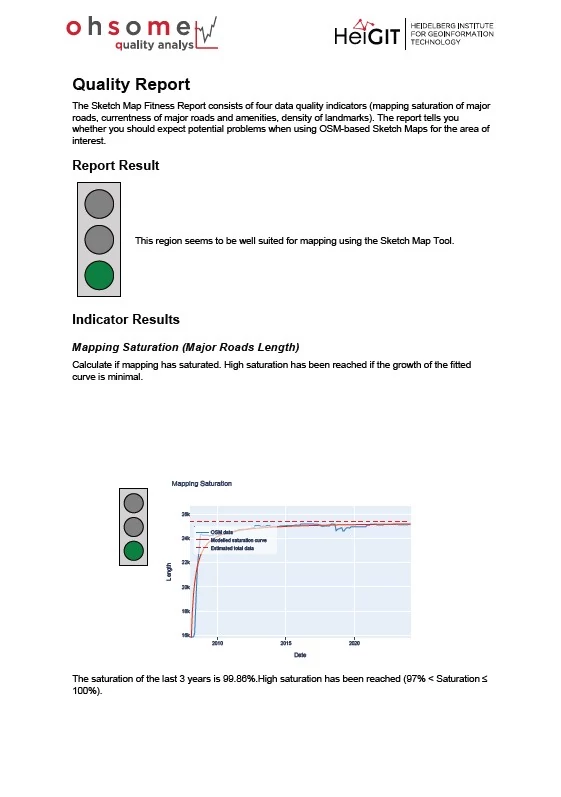 ohsome
quality analyst
HeiGIT
HEIDELBERG INSTITUTE
FOR GEOINFORMATION
TECHNOLOGY
Quality Report
The Sketch Map Fitness Report consists of four data quality indicators (mapping saturation of major
roads, currentness of major roads and amenities, density of landmarks). The report tells you
whether you should expect potential problems when using OSM-based Sketch Maps for the area of
interest.
Report Result
This region seems to be well suited for mapping using the Sketch Map Tool.
Indicator Results
Mapping Saturation (Major Roads Length)
Calculate if mapping has saturated. High saturation has been reached if the growth of the fitted
curve is minimal.
Mapping Saturation
26k
OSM data
24k
Modelled saturation curve
Estimated total data
22k
Length
20k
18k
16k
2010
2015
2020
Date
The saturation of the last 3 years is 99.86%.High saturation has been reached (97% < Saturation ≤
100%).